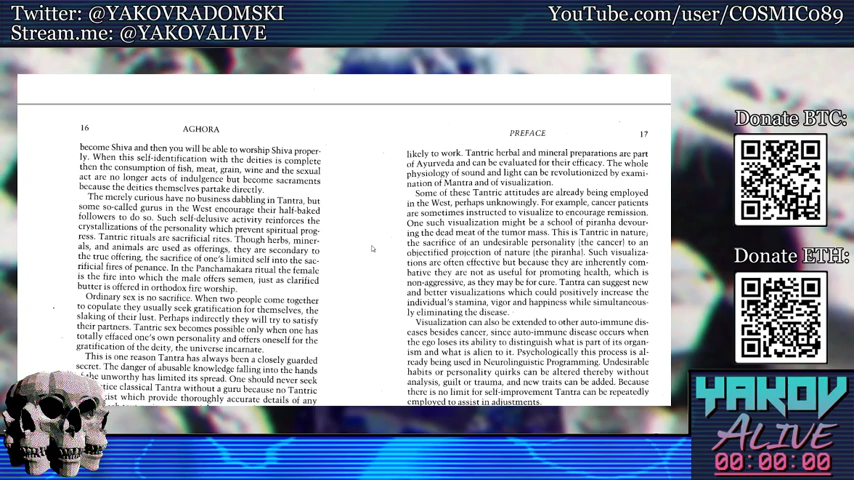 Twitter: @YAKOVRADOMSKI
Stream.me: @YAKOVALIVE
YouTube.com/user/COSMIC089
16
AGHORA
become Shiva and then you will be able to worship Shiva proper-
ly. When this self-identification with the deities is complete
then the consumption of fish, meat, grain, wine and the sexual
act are no longer acts of indulgence but become sacraments
because the deities themselves partake directly.
The merely curious have no business dabbling in Tantra, but
some so-called gurus in the West encourage their half-baked
followers to do so. Such self-delusive activity reinforces the
crystallizations of the personality which prevent spiritual prog-
ress. Tantric rituals are sacrificial rites. Though herbs, miner-
als, and animals are used as offerings, they are secondary to
the true offering, the sacrifice of one's limited self into the sac-
rificial fires of penance. In the Panchamakara ritual the female
is the fire into which the male offers semen, just as clarified
butter is offered in orthodox fire worship.
Ordinary sex is no sacrifice. When two people come together
to copulate they usually seek gratification for themselves, the
slaking of their lust. Perhaps indirectly they will try to satisfy
their partners. Tantric sex becomes possible only when one has
totally effaced one's own personality and offers oneself for the
gratification of the deity, the universe incarnate.
This is one reason Tantra has always been a closely guarded
secret. The danger of abusable knowledge falling into the hands
the unworthy has limited its spread. One should never seek
classical Tantra without a guru because no Tantric
which provide thoroughly accurate details of any
PREFACE
17
likely to work. Tantric herbal and mineral preparations are part
of Ayurveda and can be evaluated for their efficacy. The whole
physiology of sound and light can be revolutionized by exami-
nation of Mantra and of visualization.
Some of these Tantric attitudes are already being employed
in the West, perhaps unknowingly. For example, cancer patients
are sometimes instructed to visualize to encourage remission.
One such visualization might be a school of piranha devour-
ing the dead meat of the tumor mass. This is Tantric in nature;
the sacrifice of an undesirable personality (the cancer) to an
objectified projection of nature (the piranha). Such visualiza-
tions are often effective but because they are inherently com-
bative they are not as useful for promoting health, which is
non-aggressive, as they may be for cure. Tantra can suggest new
and better visualizations which could positively increase the
individual's stamina, vigor and happiness while simultaneous-
ly eliminating the disease.
Visualization can also be extended to other auto-immune dis-
eases besides cancer, since auto-immune disease occurs when
the ego loses its ability to distinguish what is part of its organ-
ism and what is alien to it. Psychologically this process is al-
ready being used in Neurolinguistic Programming. Undesirable
habits or personality quirks can be altered thereby without
analysis, guilt or trauma, and new traits can be added. Because
there is no limit for self-improvement Tantra can be repeatedly
employed to assist in adjustments.
Donate BTC:
Donate ETH:
YAKOV
ALIVE
00:00:00